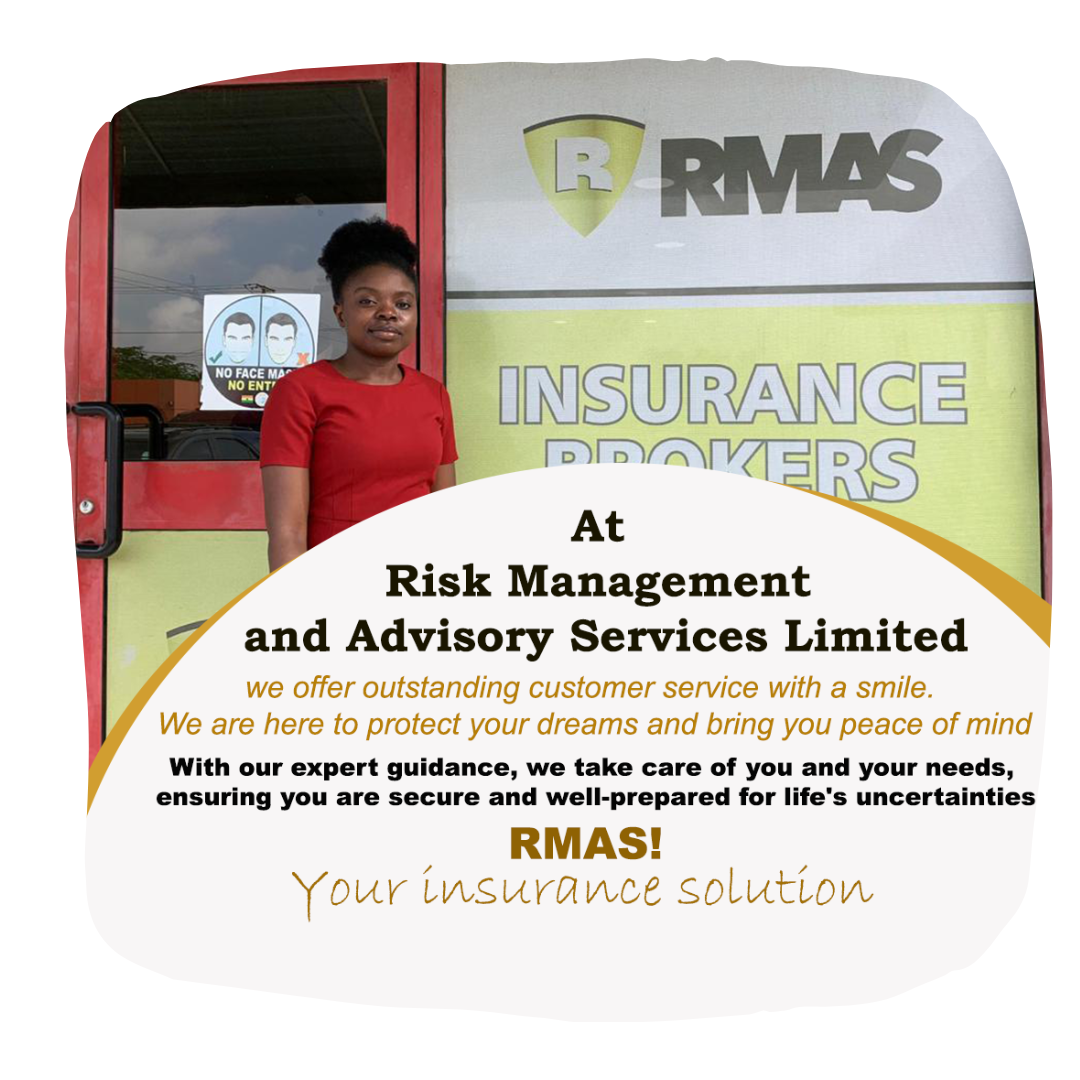 R RMAS
NO FACE MAS
NO ENT
INSURANCE
BROKERS
At
Risk Management
and Advisory Services Limited
we offer outstanding customer service with a smile.
We are here to protect your dreams and bring you peace of mind
With our expert guidance, we take care of you and your needs,
ensuring you are secure and well-prepared for life's uncertainties
RMAS!
Your insurance solution